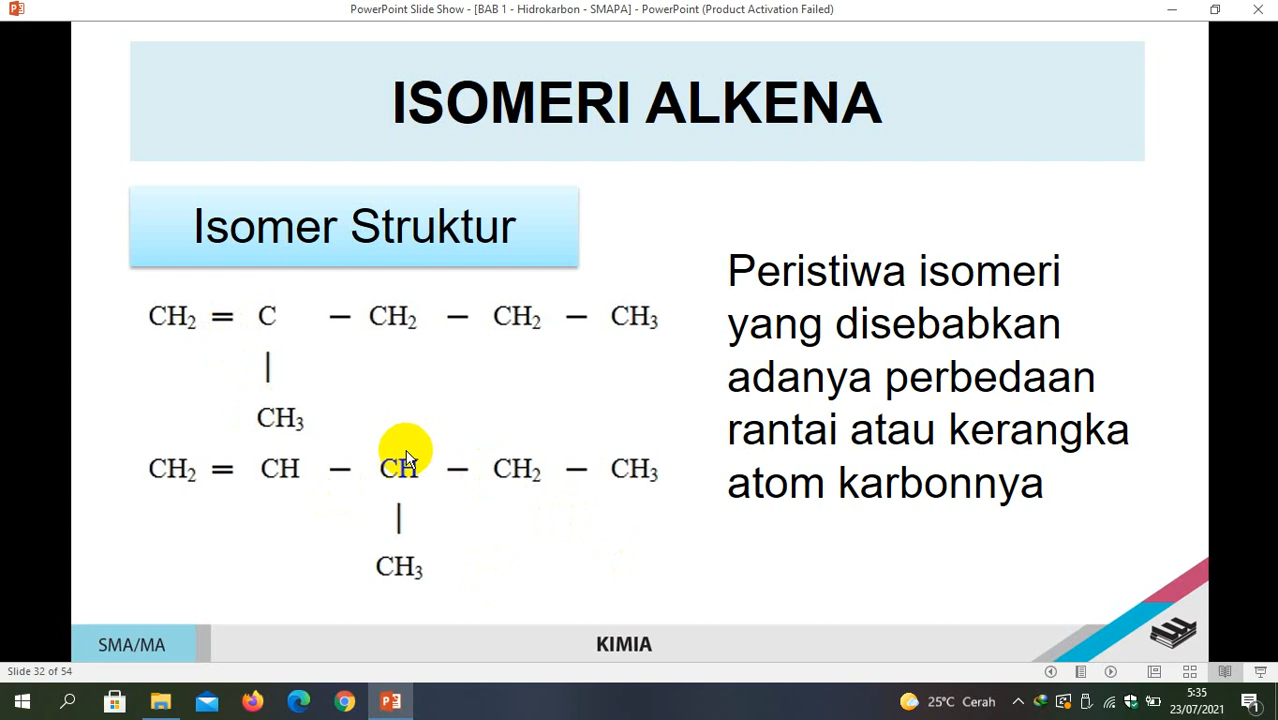 PowerPoint Slide Show - [BAB 1 - Hidrokarbon - SMAPA] - PowerPoint (Product Activation Failed)
ISOMERI ALKENA
Isomer Struktur
CH₂ = C – CH₂ – CH₂ – CH₃
|
CH₃
CH₂ = CH – CH – CH₂ – CH₃
|
CH₃
Peristiwa isomeri
yang disebabkan
adanya perbedaan
rantai atau kerangka
atom karbonnya
SMA/MA
KIMIA
Slide 32 of 54
25°C Cerah
5:35
23/07/2021
1